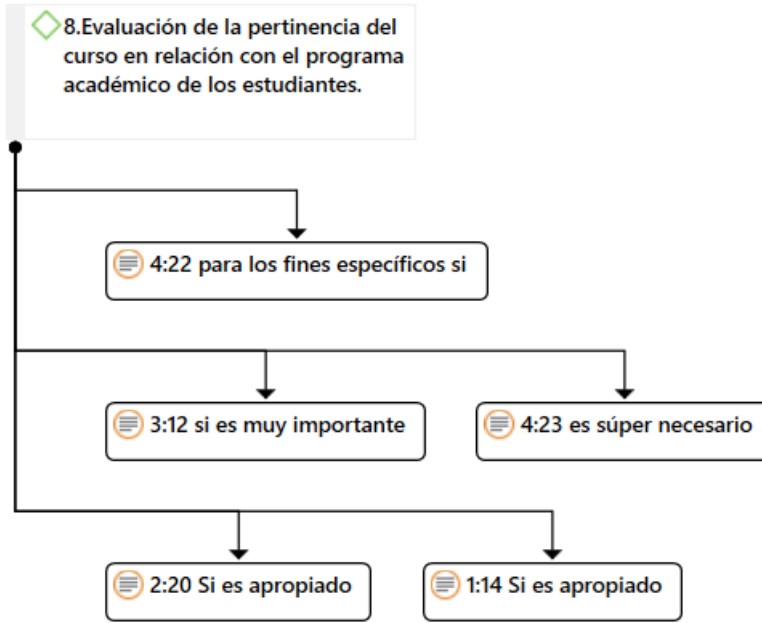 8.Evaluación de la pertinencia del
curso en relación con el programa
académico de los estudiantes.
4:22 para los fines específicos si
3:12 si es muy importante
4:23 es súper necesario
2:20 Si es apropiado
1:14 Si es apropiado